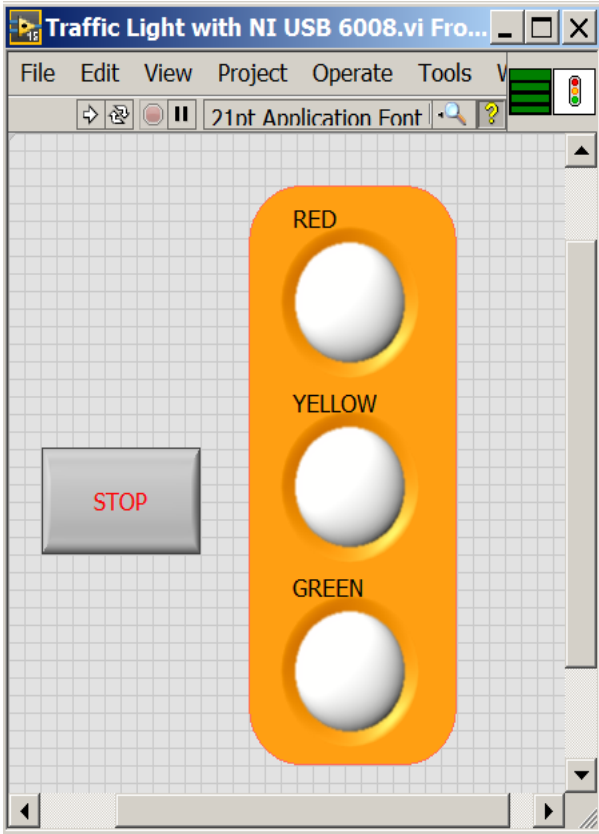 Traffic Light with NI USB 6008.vi Fro...
File Edit View Project Operate Tools
21pt Application Font
?
RED
YELLOW
STOP
GREEN